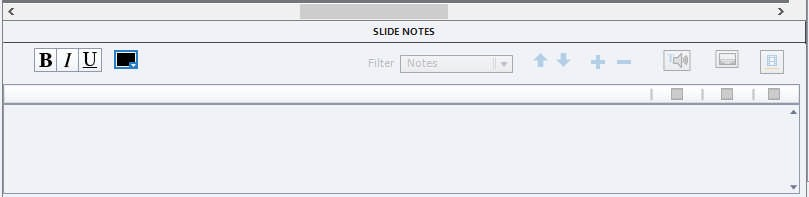 SLIDE NOTES
B I U Filter Notes